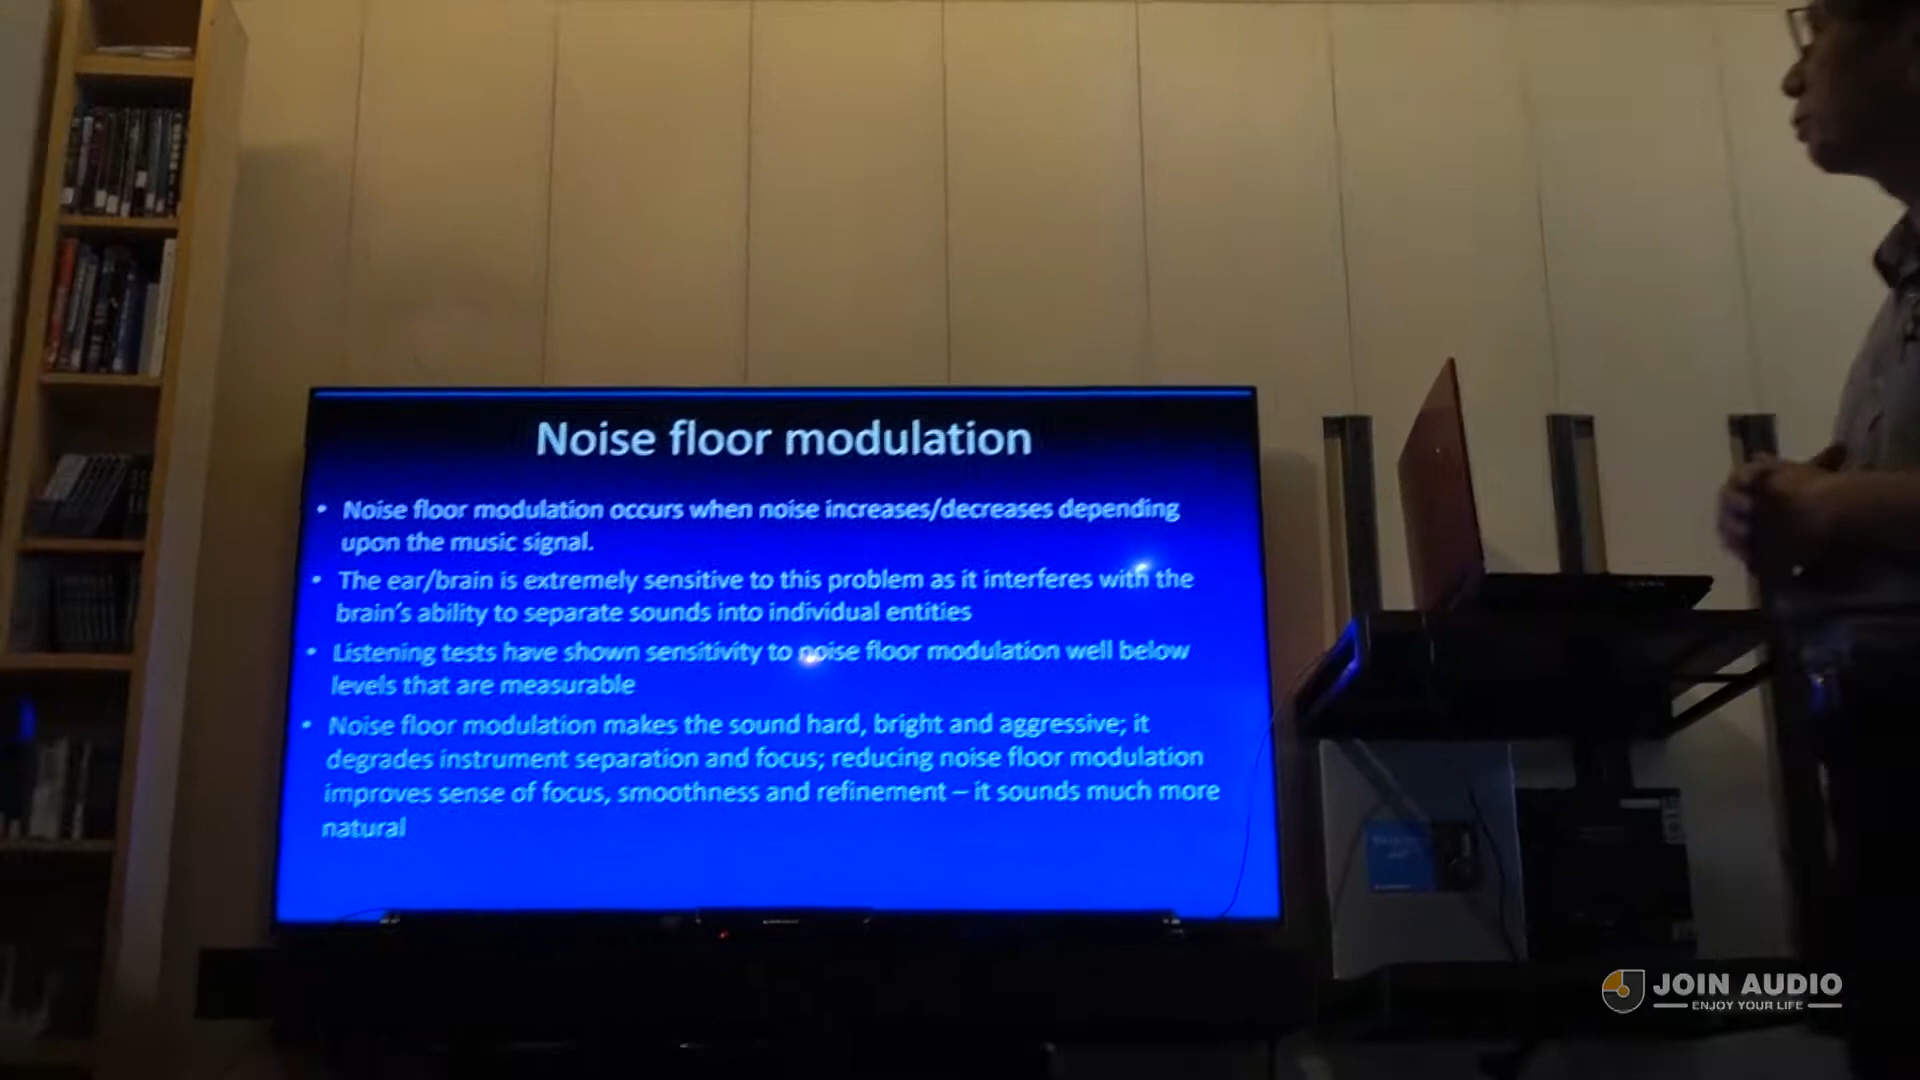 Noise floor modulation
• Noise floor modulation occurs when noise increases/decreases depending
upon the music signal.
• The ear/brain is extremely sensitive to this problem as it interferes with the
brain's ability to separate sounds into individual entities
• Listening tests have shown sensitivity to noise floor modulation well below
levels that are measurable
• Noise floor modulation makes the sound hard, bright and aggressive; it
degrades instrument separation and focus; reducing noise floor modulation
improves sense of focus, smoothness and refinement – it sounds much more
natural
JOIN AUDIO
ENJOY YOUR LIFE